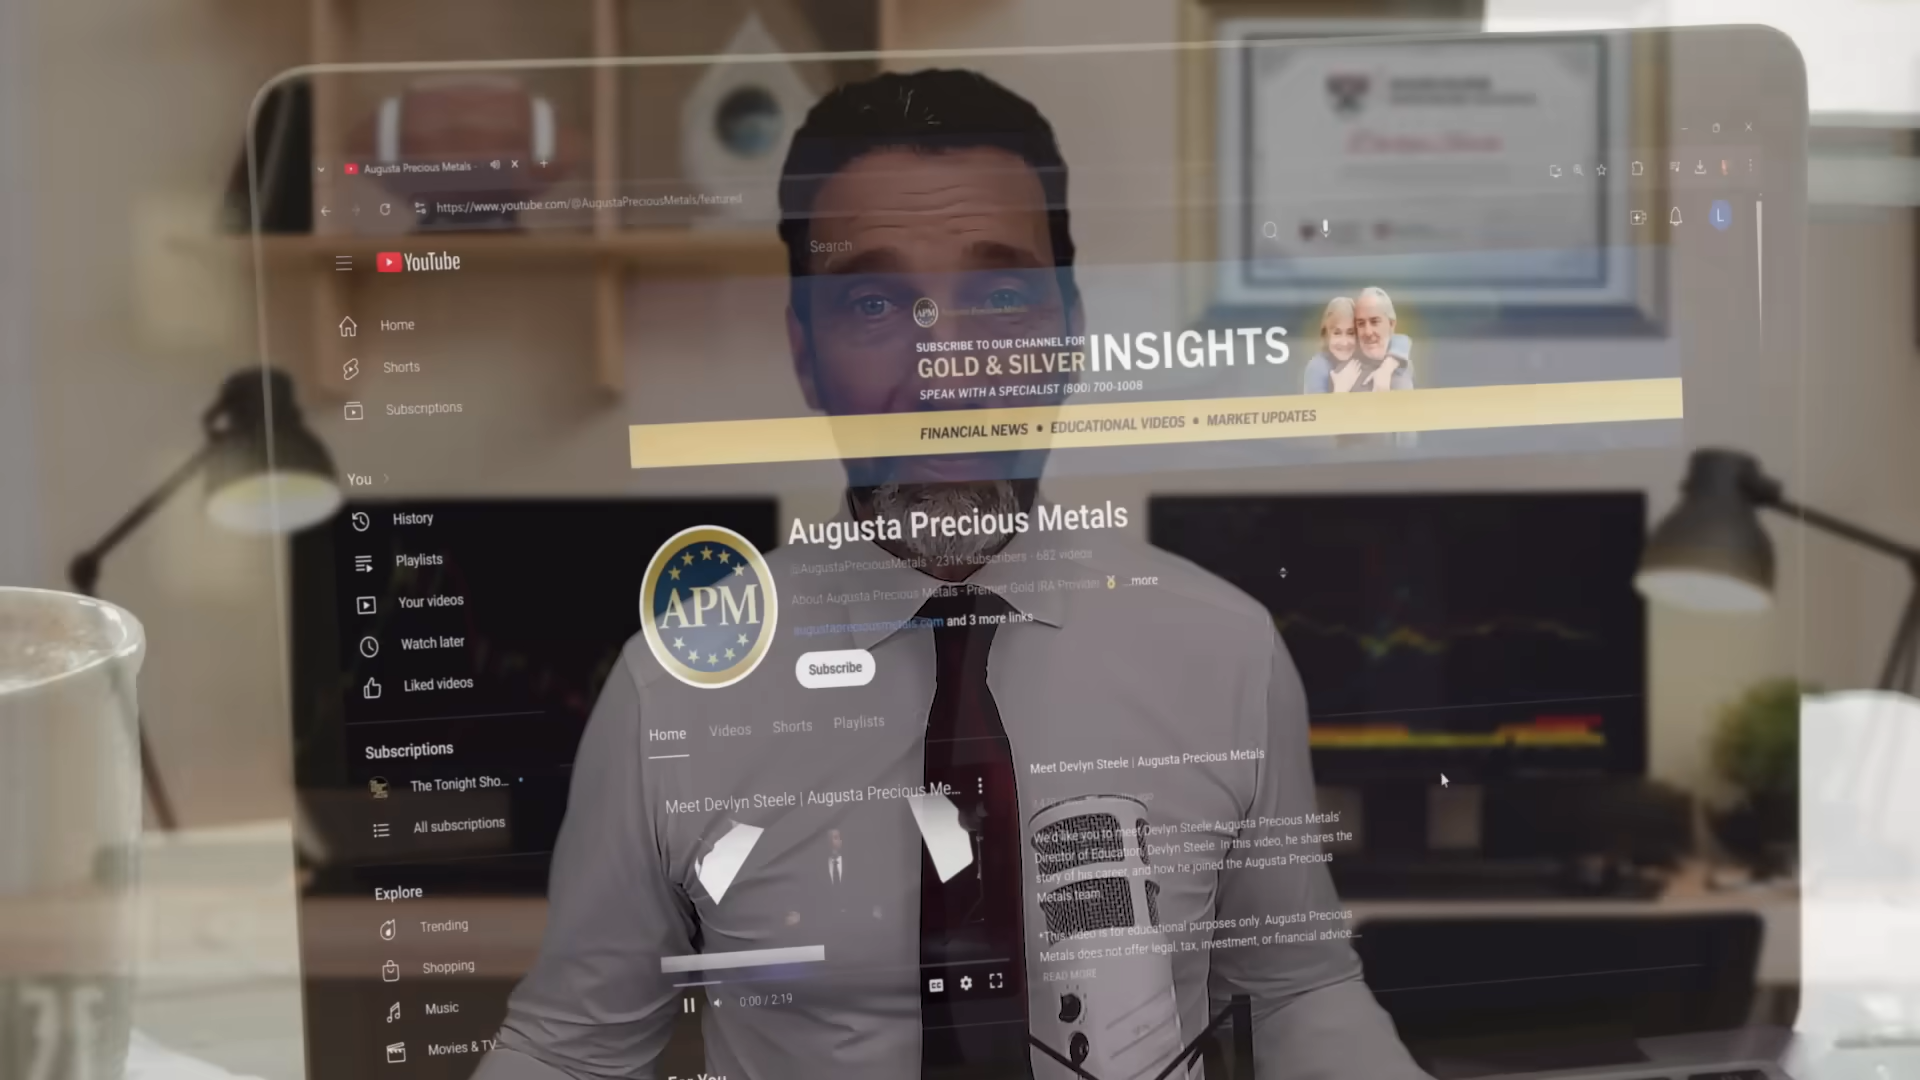 Augusta Precious Metals -
https://www.youtube.com/@AugustaPreciousMetals/featured
YouTube
Search
L
Home
Shorts
Subscriptions
APM
SUBSCRIBE TO OUR CHANNEL FOR
GOLD & SILVER INSIGHTS
SPEAK WITH A SPECIALIST (800) 700-1008
FINANCIAL NEWS • EDUCATIONAL VIDEOS • MARKET UPDATES
You
History
Playlists
Your videos
Watch later
Liked videos
Subscriptions
The Tonight Sho...
All subscriptions
Explore
Trending
Shopping
Music
Movies & TV
APM
Augusta Precious Metals
@AugustaPreciousMetals · 231K subscribers · 682 videos
About Augusta Precious Metals - Premier Gold IRA Provider 🏅 ...more
augustapreciousmetals.com and 3 more links
Subscribe
Home Videos Shorts Playlists
Meet Devlyn Steele | Augusta Precious Me...
0:00 / 2:19
CC
Meet Devlyn Steele | Augusta Precious Metals
We'd like you to meet Devlyn Steele Augusta Precious Metals'
Director of Education, Devlyn Steele. In this video, he shares the
story of his career, and how he joined the Augusta Precious
Metals team.
*This video is for educational purposes only. Augusta Precious
Metals does not offer legal, tax, investment, or financial advice....
READ MORE
For You